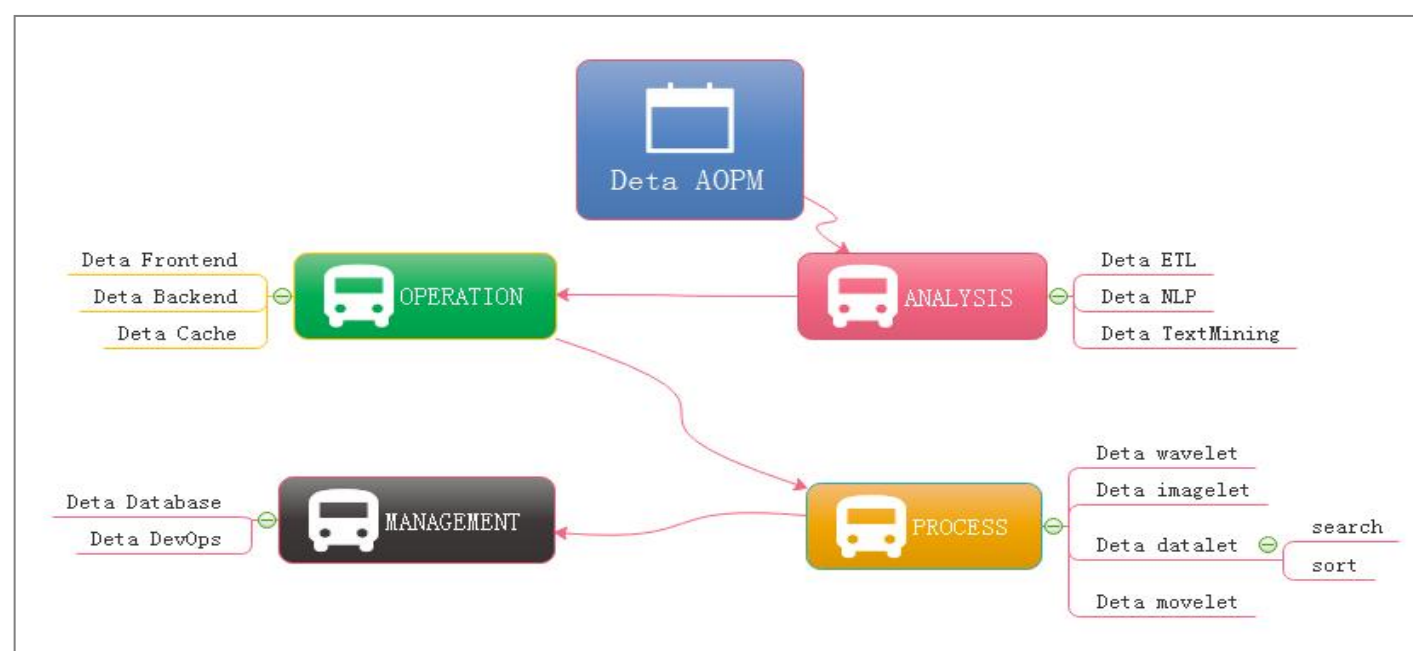 Deta AOPM
Deta Frontend
Deta Backend
Deta Cache
OPERATION
ANALYSIS
Deta ETL
Deta NLP
Deta TextMining
Deta Database
Deta DevOps
MANAGEMENT
PROCESS
Deta wavelet
Deta imagelet
Deta datalet
search
sort
Deta movelet